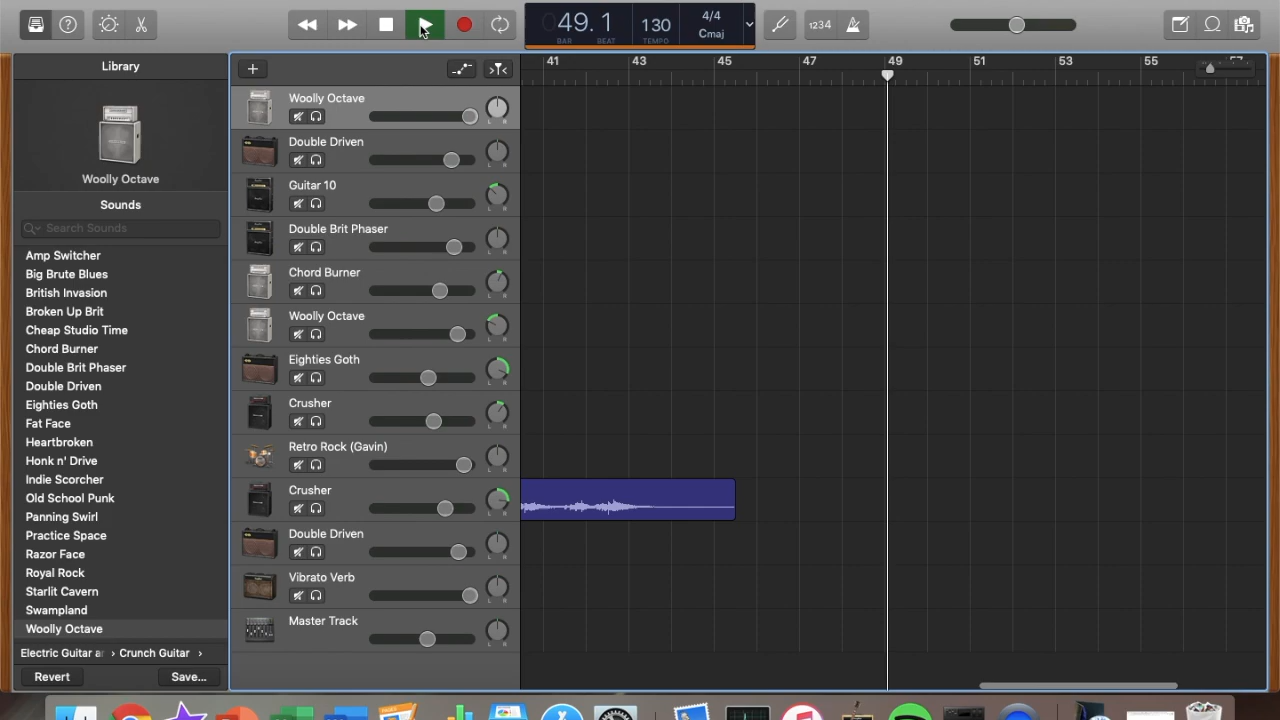 49.1
BAR BEAT
130
TEMPO
4/4
Cmaj
1234
Library
Woolly Octave
Sounds
Search Sounds
Amp Switcher
Big Brute Blues
British Invasion
Broken Up Brit
Cheap Studio Time
Chord Burner
Double Brit Phaser
Double Driven
Eighties Goth
Fat Face
Heartbroken
Honk n' Drive
Indie Scorcher
Old School Punk
Panning Swirl
Practice Space
Razor Face
Royal Rock
Starlit Cavern
Swampland
Woolly Octave
Electric Guitar ar › Crunch Guitar ›
Revert Save...
41 43 45 47 49 51 53 55 57
Woolly Octave
L R
Double Driven
L R
Guitar 10
L R
Double Brit Phaser
L R
Chord Burner
L R
Woolly Octave
L R
Eighties Goth
L R
Crusher
L R
Retro Rock (Gavin)
L R
Crusher
L R
Double Driven
L R
Vibrato Verb
L R
Master Track
L R